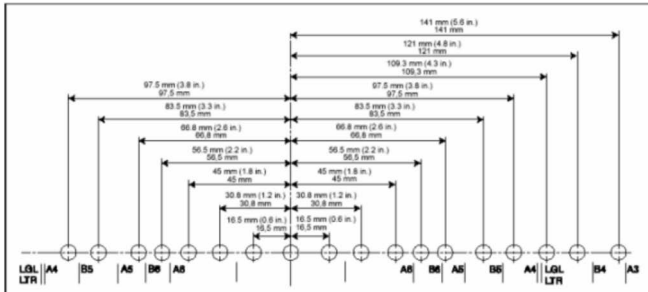 141 mm (5.6 in.)
141 mm
121 mm (4.8 in.)
121 mm
109.3 mm (4.3 in.)
109,3 mm
97.5 mm (3.8 in.) 97.5 mm (3.8 in.)
97,5 mm 97,5 mm
83.5 mm (3.3 in.) 83.5 mm (3.3 in.)
83,5 mm 83,5 mm
66.8 mm (2.6 in.) 66.8 mm (2.6 in.)
66,8 mm 66,8 mm
56.5 mm (2.2 in.) 56.5 mm (2.2 in.)
56,5 mm 56,5 mm
45 mm (1.8 in.) 45 mm (1.8 in.)
45 mm 45 mm
30.8 mm (1.2 in.) 30.8 mm (1.2 in.)
30,8 mm 30,8 mm
16.5 mm (0.6 in.) 16.5 mm (0.6 in.)
16,5 mm 16,5 mm
LGL A4 B5 A5 B6 A6 A6 B6 A5 B5 A4 LGL B4 A3
LTR LTR